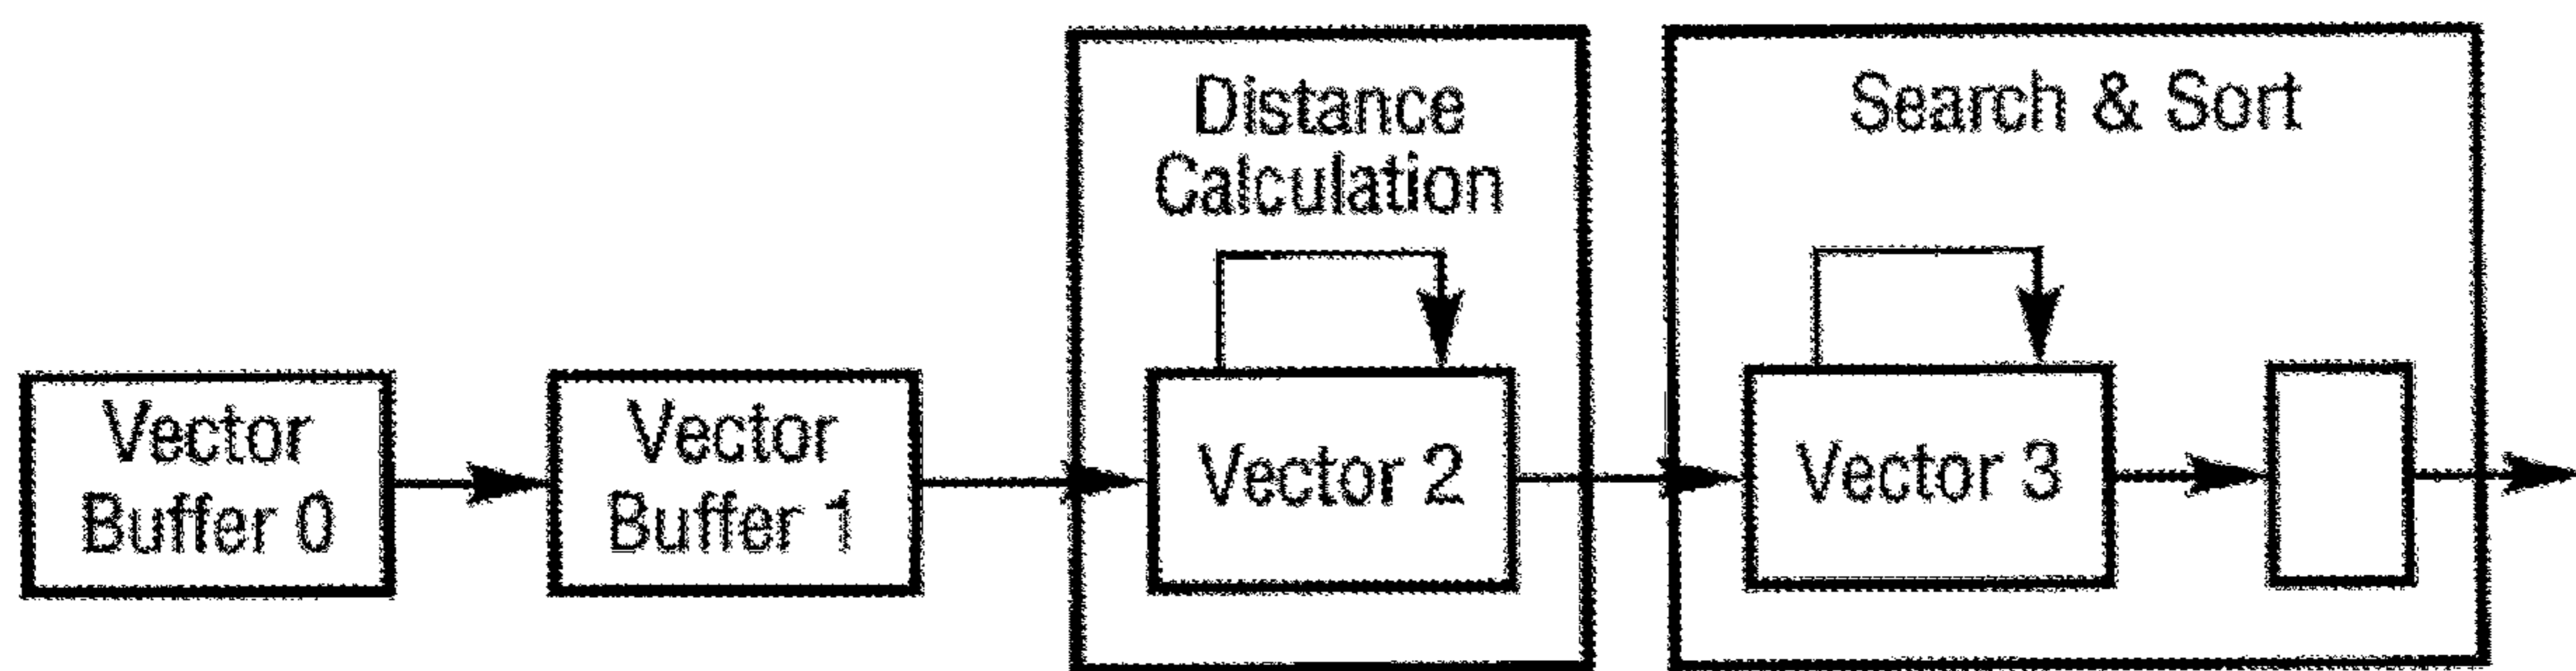 Vector
Buffer 0
Vector
Buffer 1
Distance
Calculation
Vector 2
Search & Sort
Vector 3